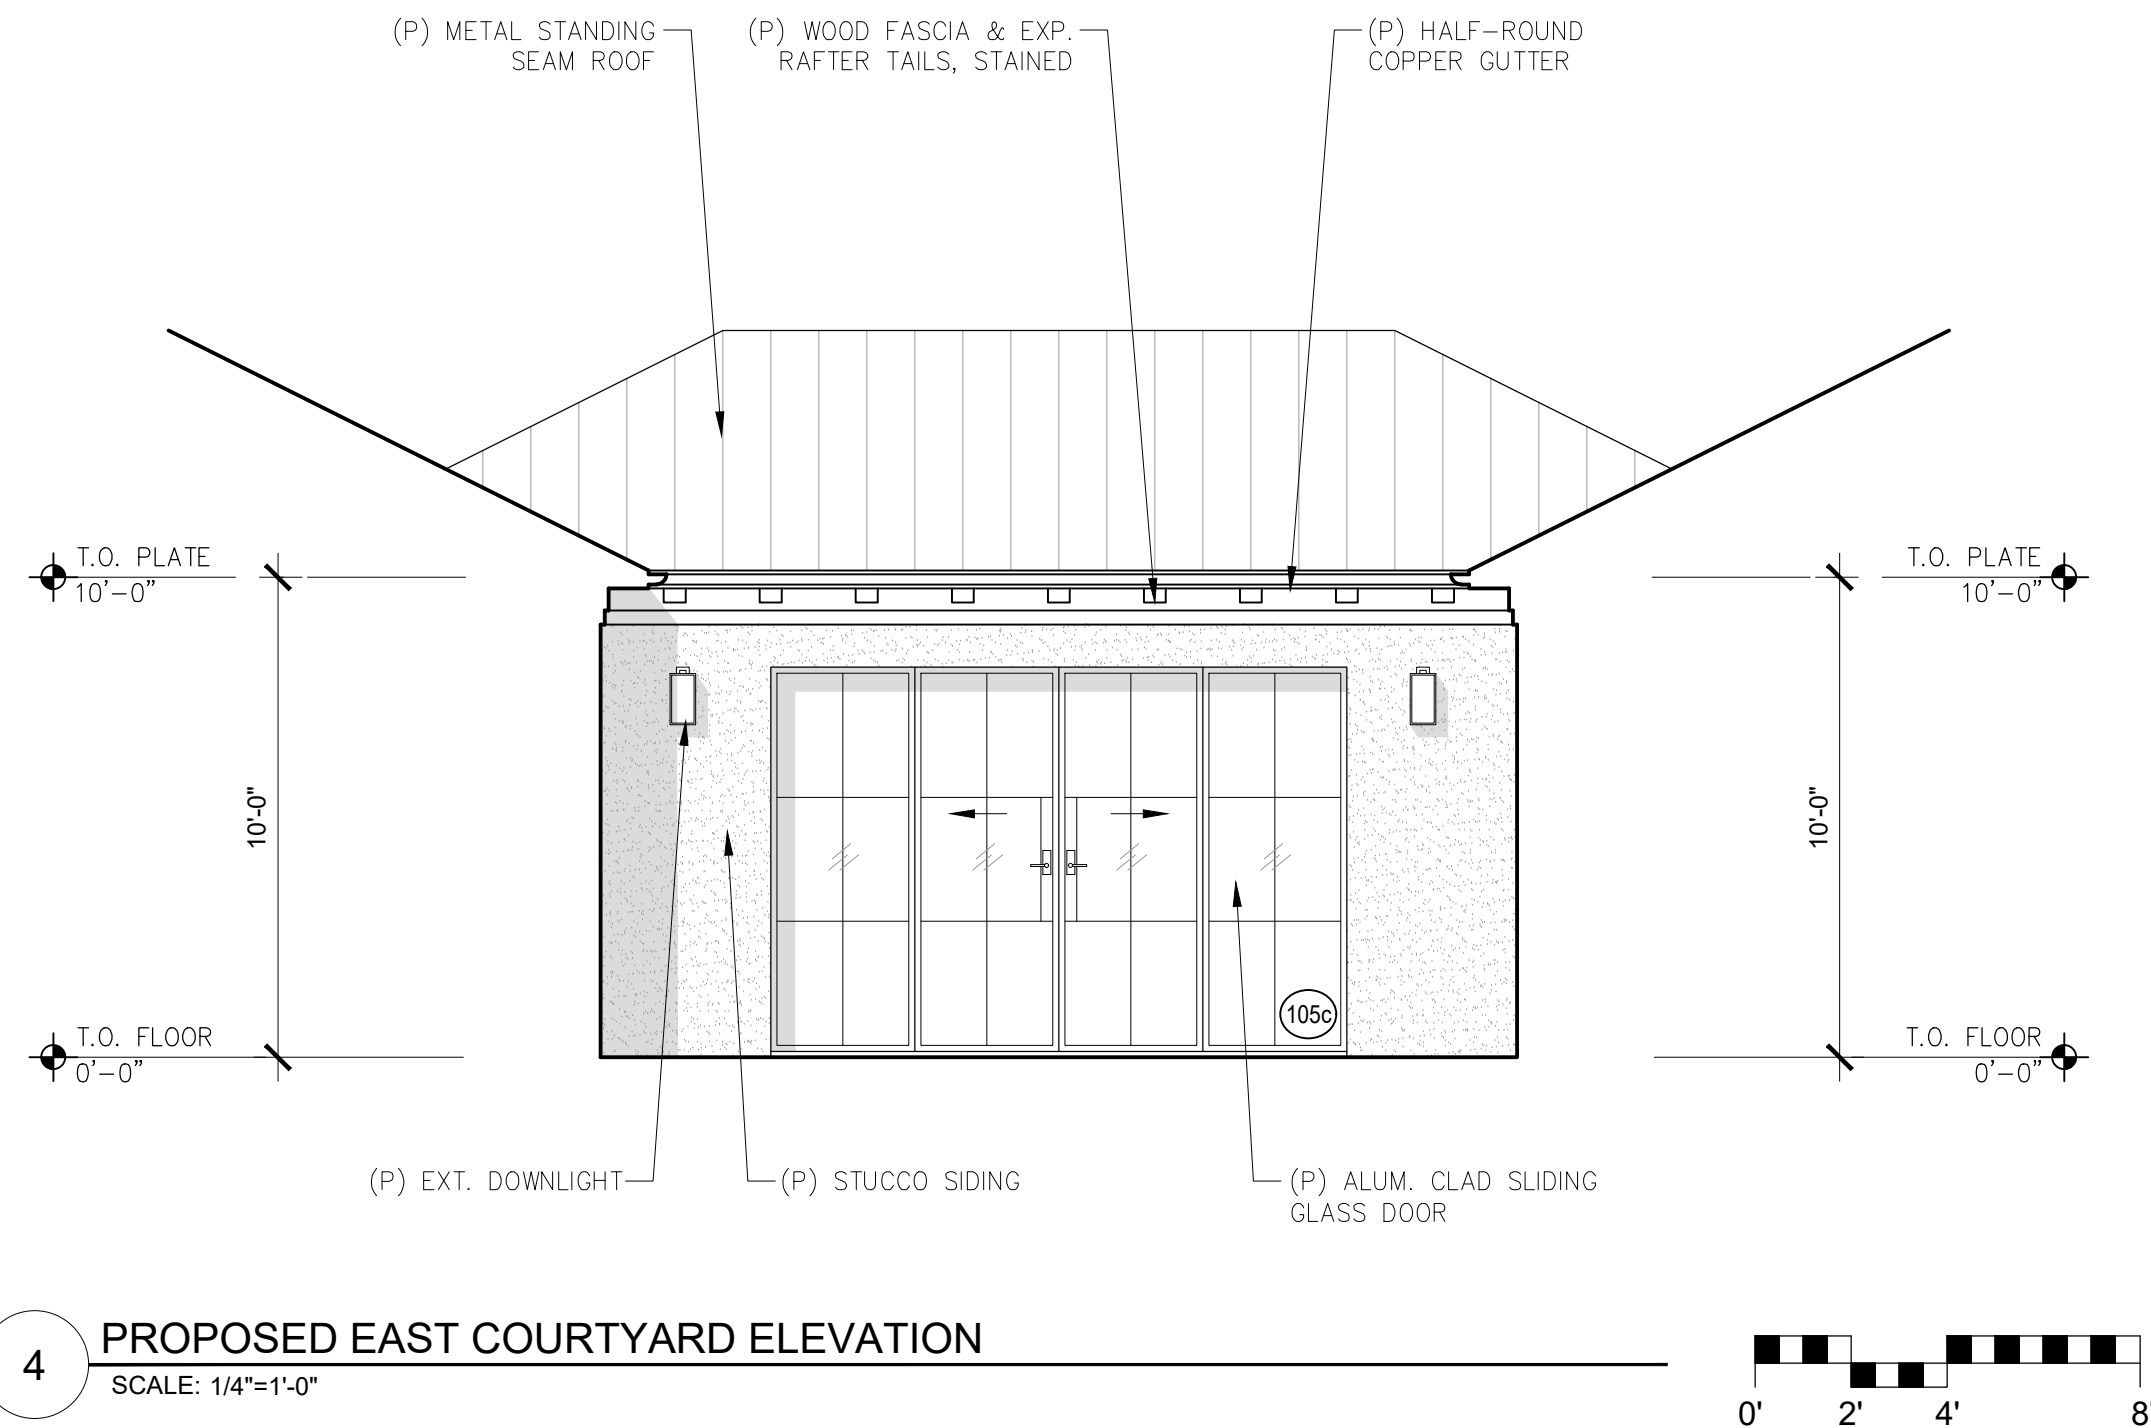 (P) METAL STANDING
SEAM ROOF
(P) WOOD FASCIA & EXP.
RAFTER TAILS, STAINED
(P) HALF-ROUND
COPPER GUTTER
T.O. PLATE
10'-0"
T.O. PLATE
10'-0"
10'-0"
10'-0"
105c
T.O. FLOOR
0'-0"
T.O. FLOOR
0'-0"
(P) EXT. DOWNLIGHT
(P) STUCCO SIDING
(P) ALUM. CLAD SLIDING
GLASS DOOR
4
PROPOSED EAST COURTYARD ELEVATION
SCALE: 1/4"=1'-0"
0' 2' 4' 8